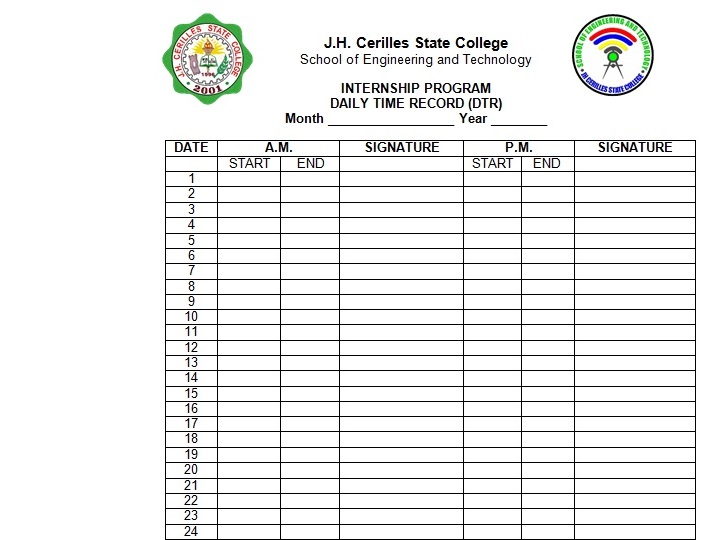 J.H. CERILLES STATE COLLEGE
2001
J.H. Cerilles State College
School of Engineering and Technology
SCHOOL OF ENGINEERING AND TECHNOLOGY
JH CERILLES STATE COLLEGE
INTERNSHIP PROGRAM
DAILY TIME RECORD (DTR)
Month __________________ Year ________
DATE A.M. SIGNATURE P.M. SIGNATURE
START END START END
1
2
3
4
5
6
7
8
9
10
11
12
13
14
15
16
17
18
19
20
21
22
23
24